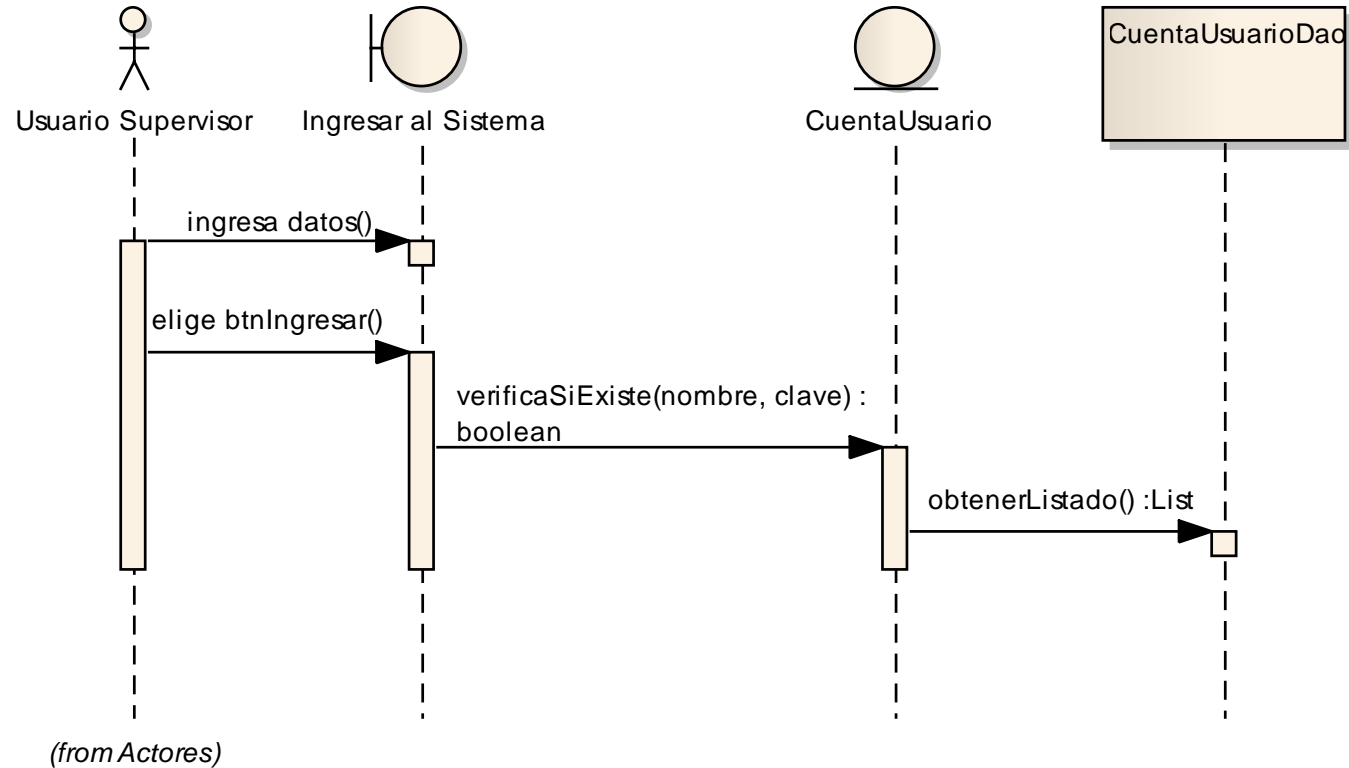 CuentaUsuarioDao
Usuario Supervisor
Ingresar al Sistema
CuentaUsuario
ingresa datos()
elige btnIngresar()
verificaSiExiste(nombre, clave) :
boolean
obtenerListado() :List
(from Actores)